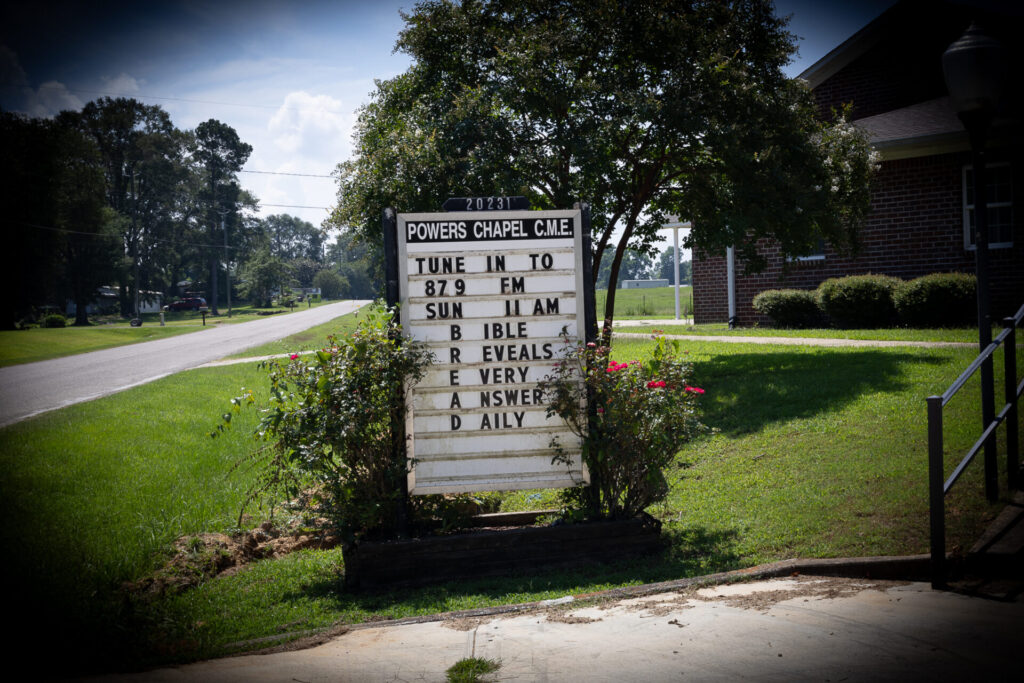 20231
POWERS CHAPEL C.M.E.
TUNE IN TO
87 9 FM
SUN 11 AM
B IBLE
R EVEALS
E VERY
A NSWER
D AILY